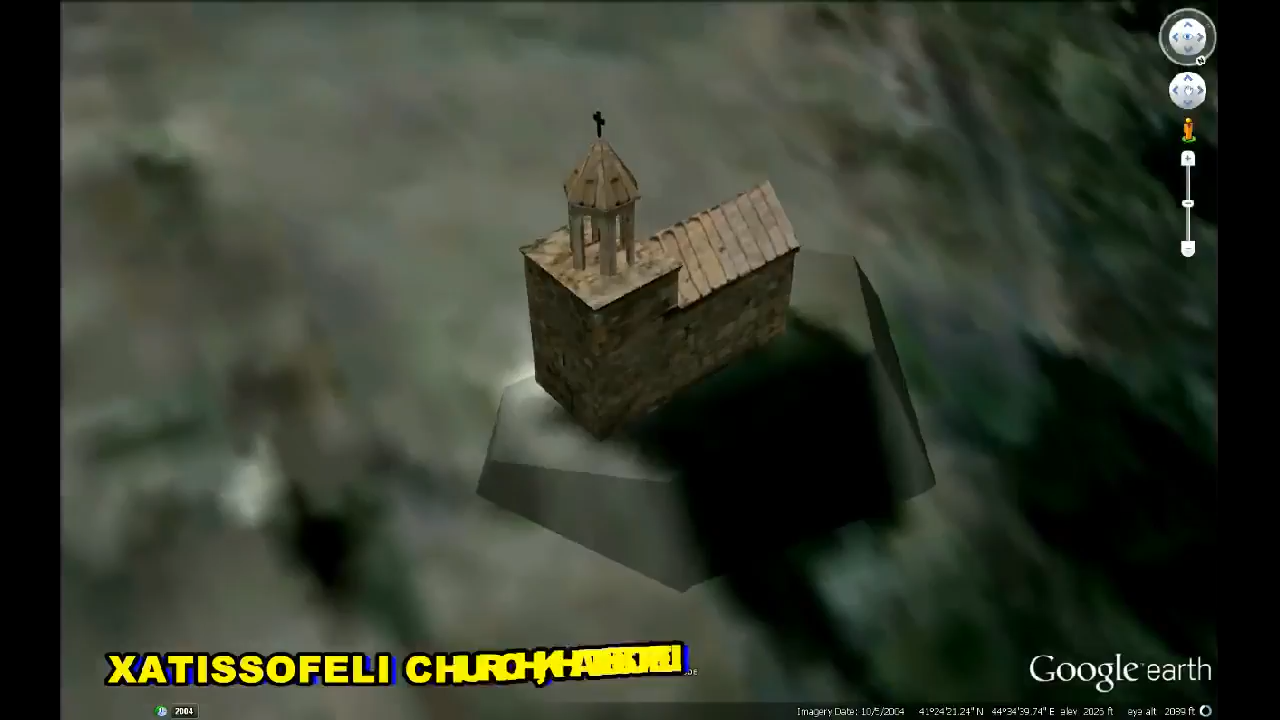 XATISSOFELI CHURCH,
Google earth
2004
Imagery Date: 10/5/2004 41°24'21.24" N 44°34'39.74" E elev 2025 ft eye alt 2089 ft